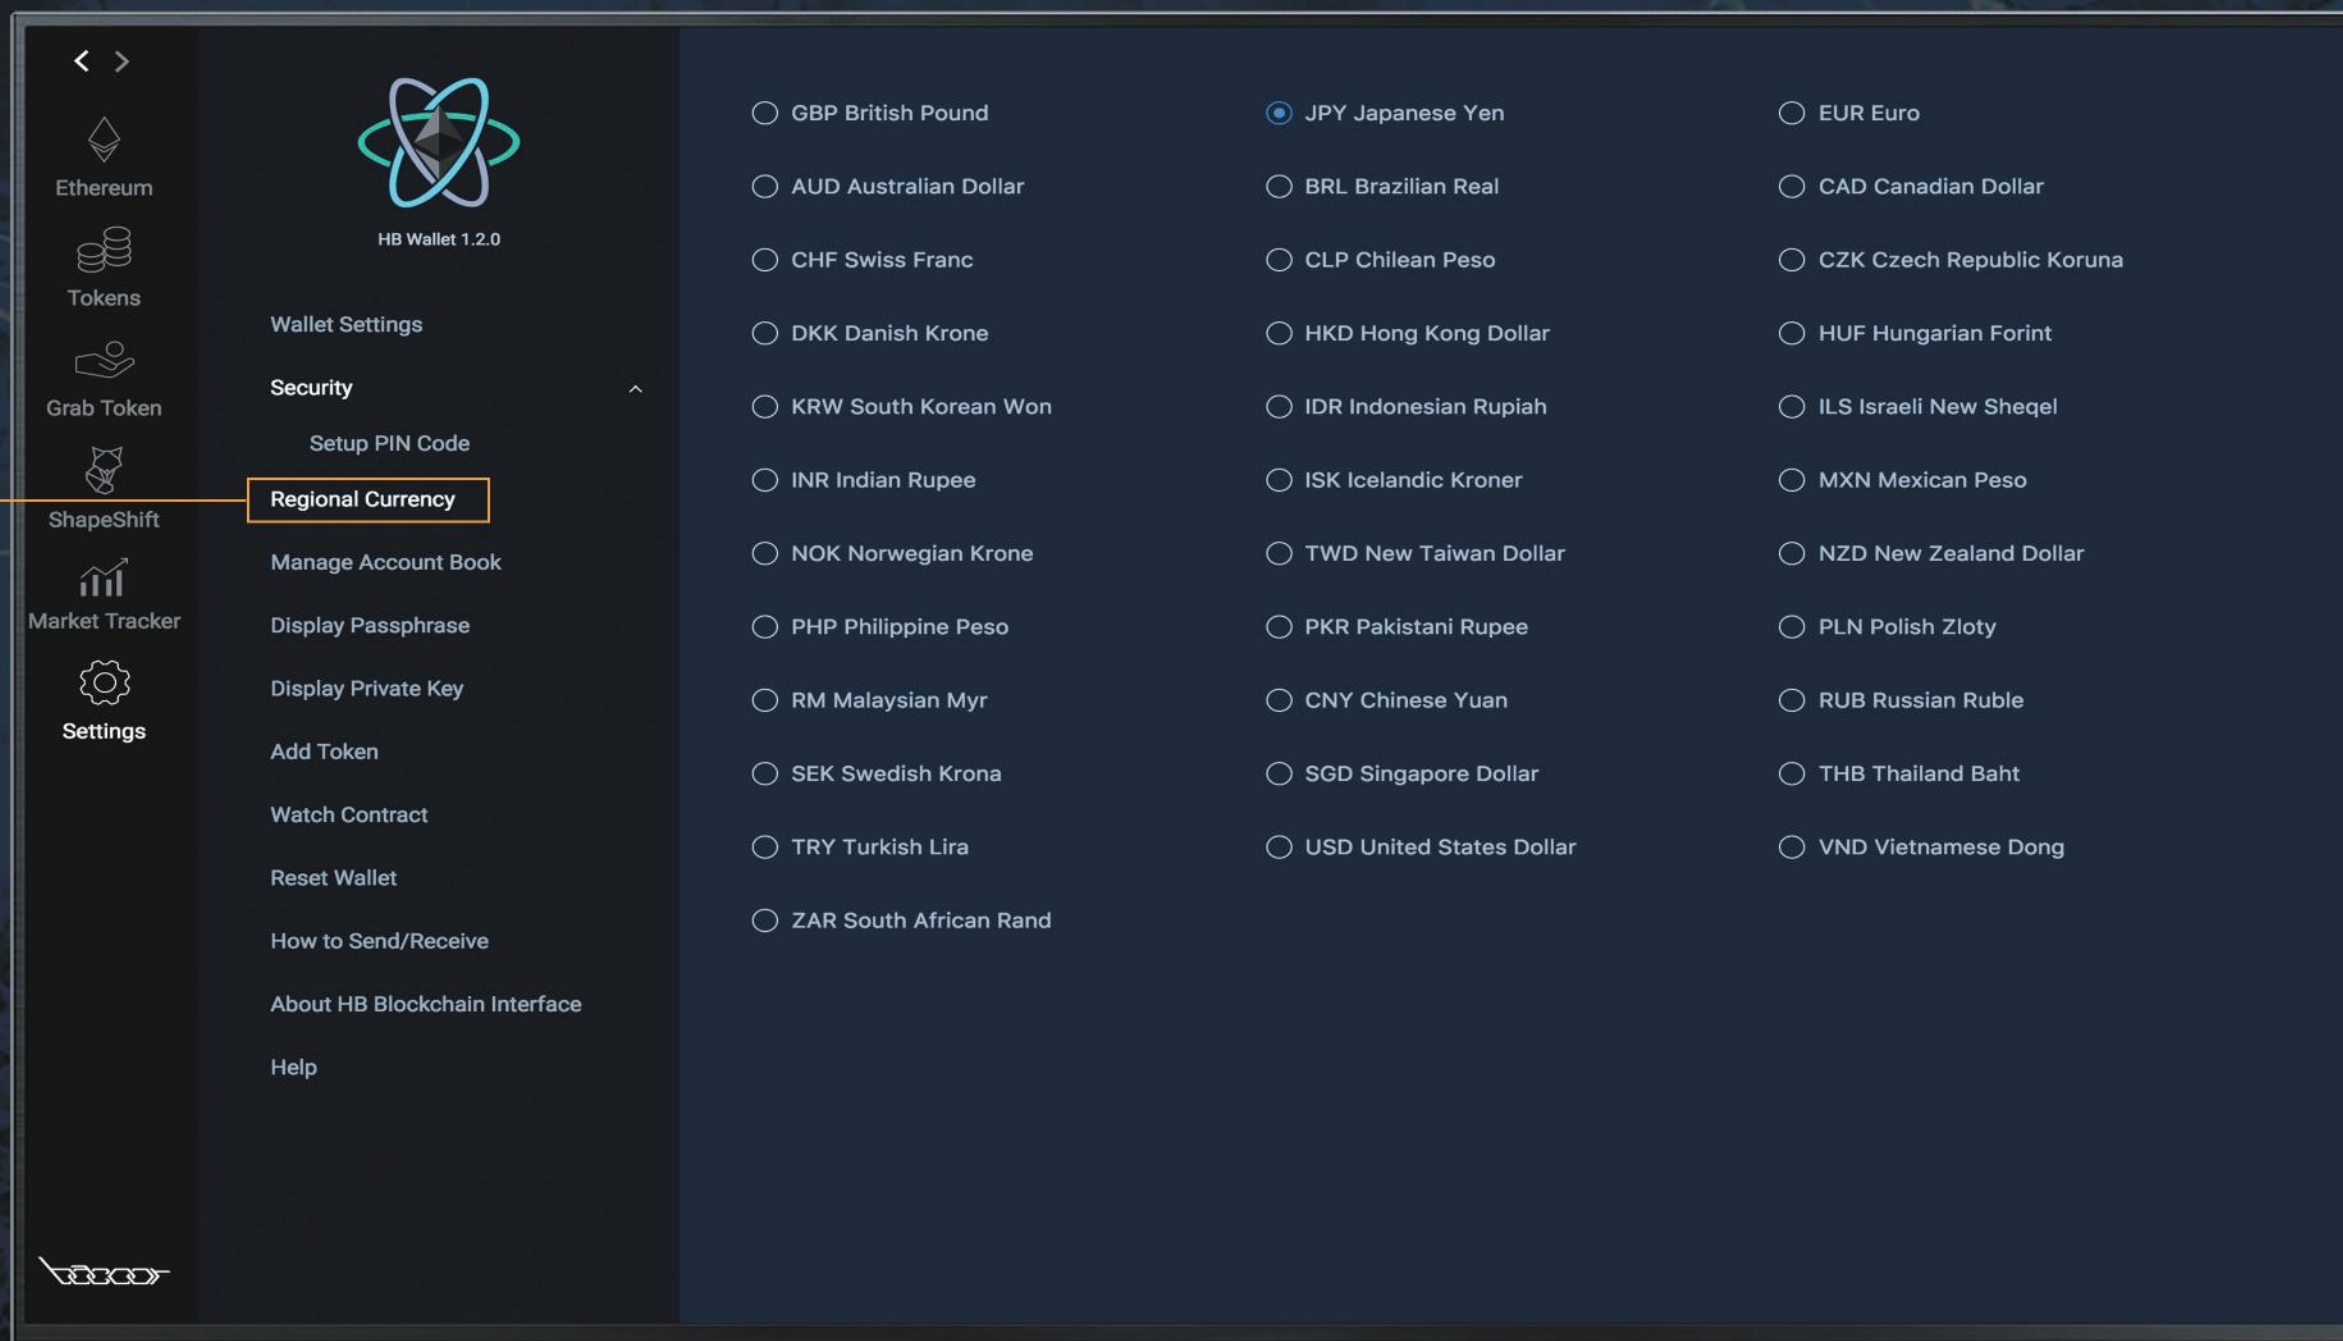 Ethereum
Tokens
Grab Token
ShapeShift
Market Tracker
Settings
HB Wallet 1.2.0
Wallet Settings
Security
Setup PIN Code
Regional Currency
Manage Account Book
Display Passphrase
Display Private Key
Add Token
Watch Contract
Reset Wallet
How to Send/Receive
About HB Blockchain Interface
Help
GBP British Pound
JPY Japanese Yen
EUR Euro
AUD Australian Dollar
BRL Brazilian Real
CAD Canadian Dollar
CHF Swiss Franc
CLP Chilean Peso
CZK Czech Republic Koruna
DKK Danish Krone
HKD Hong Kong Dollar
HUF Hungarian Forint
KRW South Korean Won
IDR Indonesian Rupiah
ILS Israeli New Sheqel
INR Indian Rupee
ISK Icelandic Kroner
MXN Mexican Peso
NOK Norwegian Krone
TWD New Taiwan Dollar
NZD New Zealand Dollar
PHP Philippine Peso
PKR Pakistani Rupee
PLN Polish Zloty
RM Malaysian Myr
CNY Chinese Yuan
RUB Russian Ruble
SEK Swedish Krona
SGD Singapore Dollar
THB Thailand Baht
TRY Turkish Lira
USD United States Dollar
VND Vietnamese Dong
ZAR South African Rand